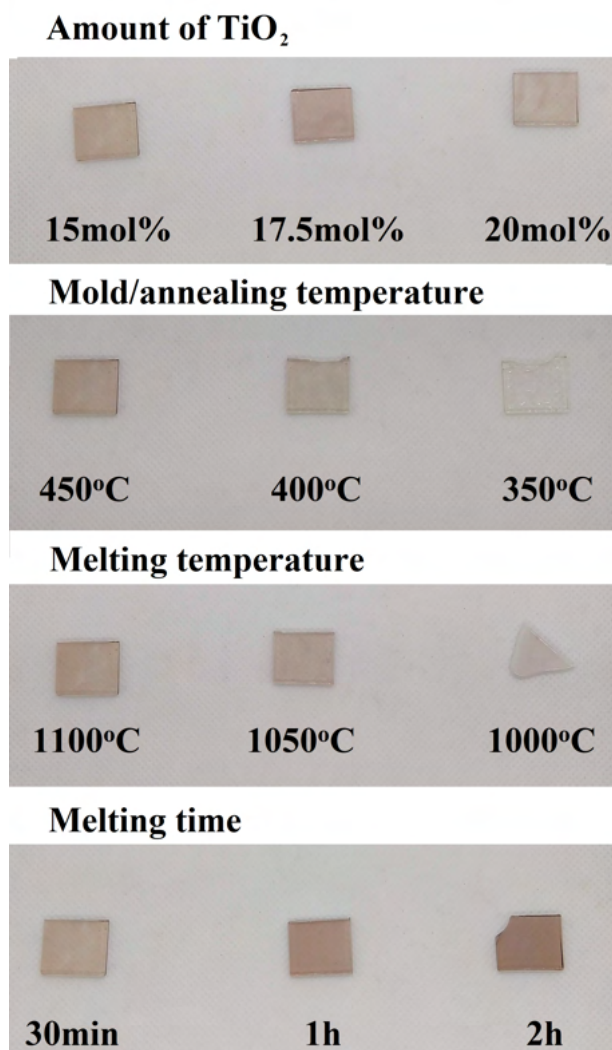 Amount of TiO₂
15mol% 17.5mol% 20mol%
Mold/annealing temperature
450°C 400°C 350°C
Melting temperature
1100°C 1050°C 1000°C
Melting time
30min 1h 2h